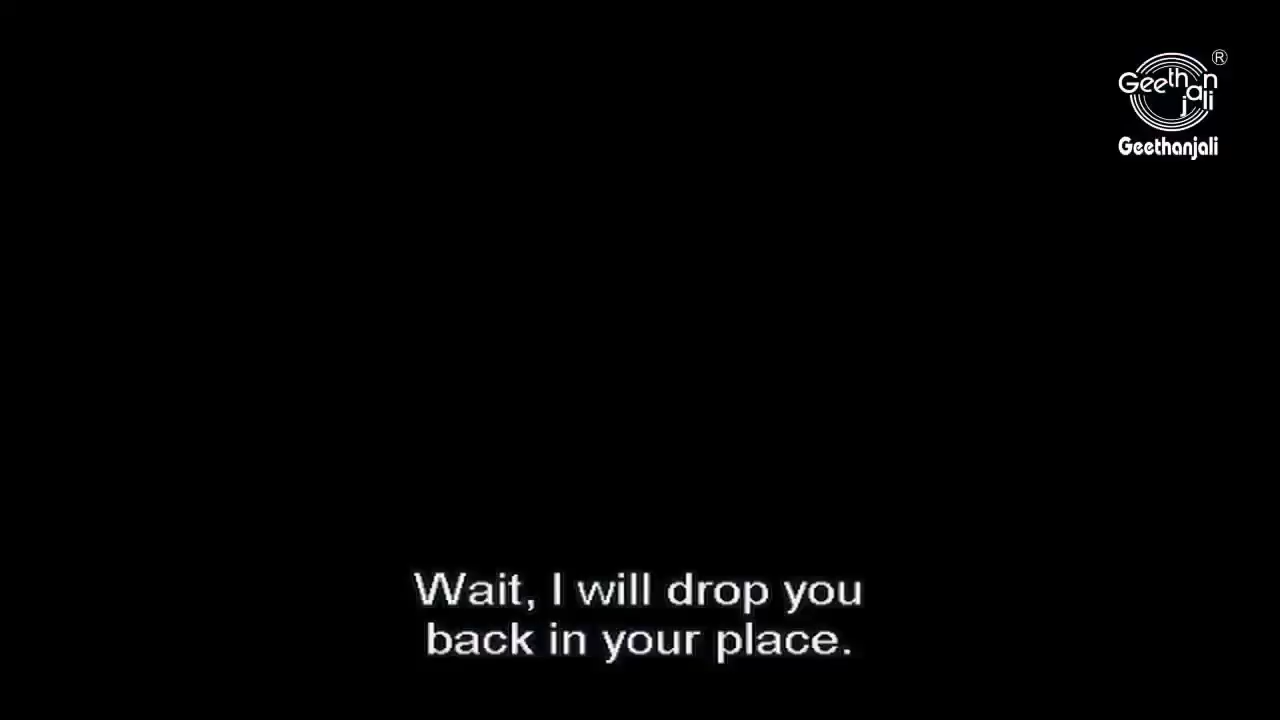 ®
Geethanjali
Geethanjali
Wait, I will drop you
back in your place.